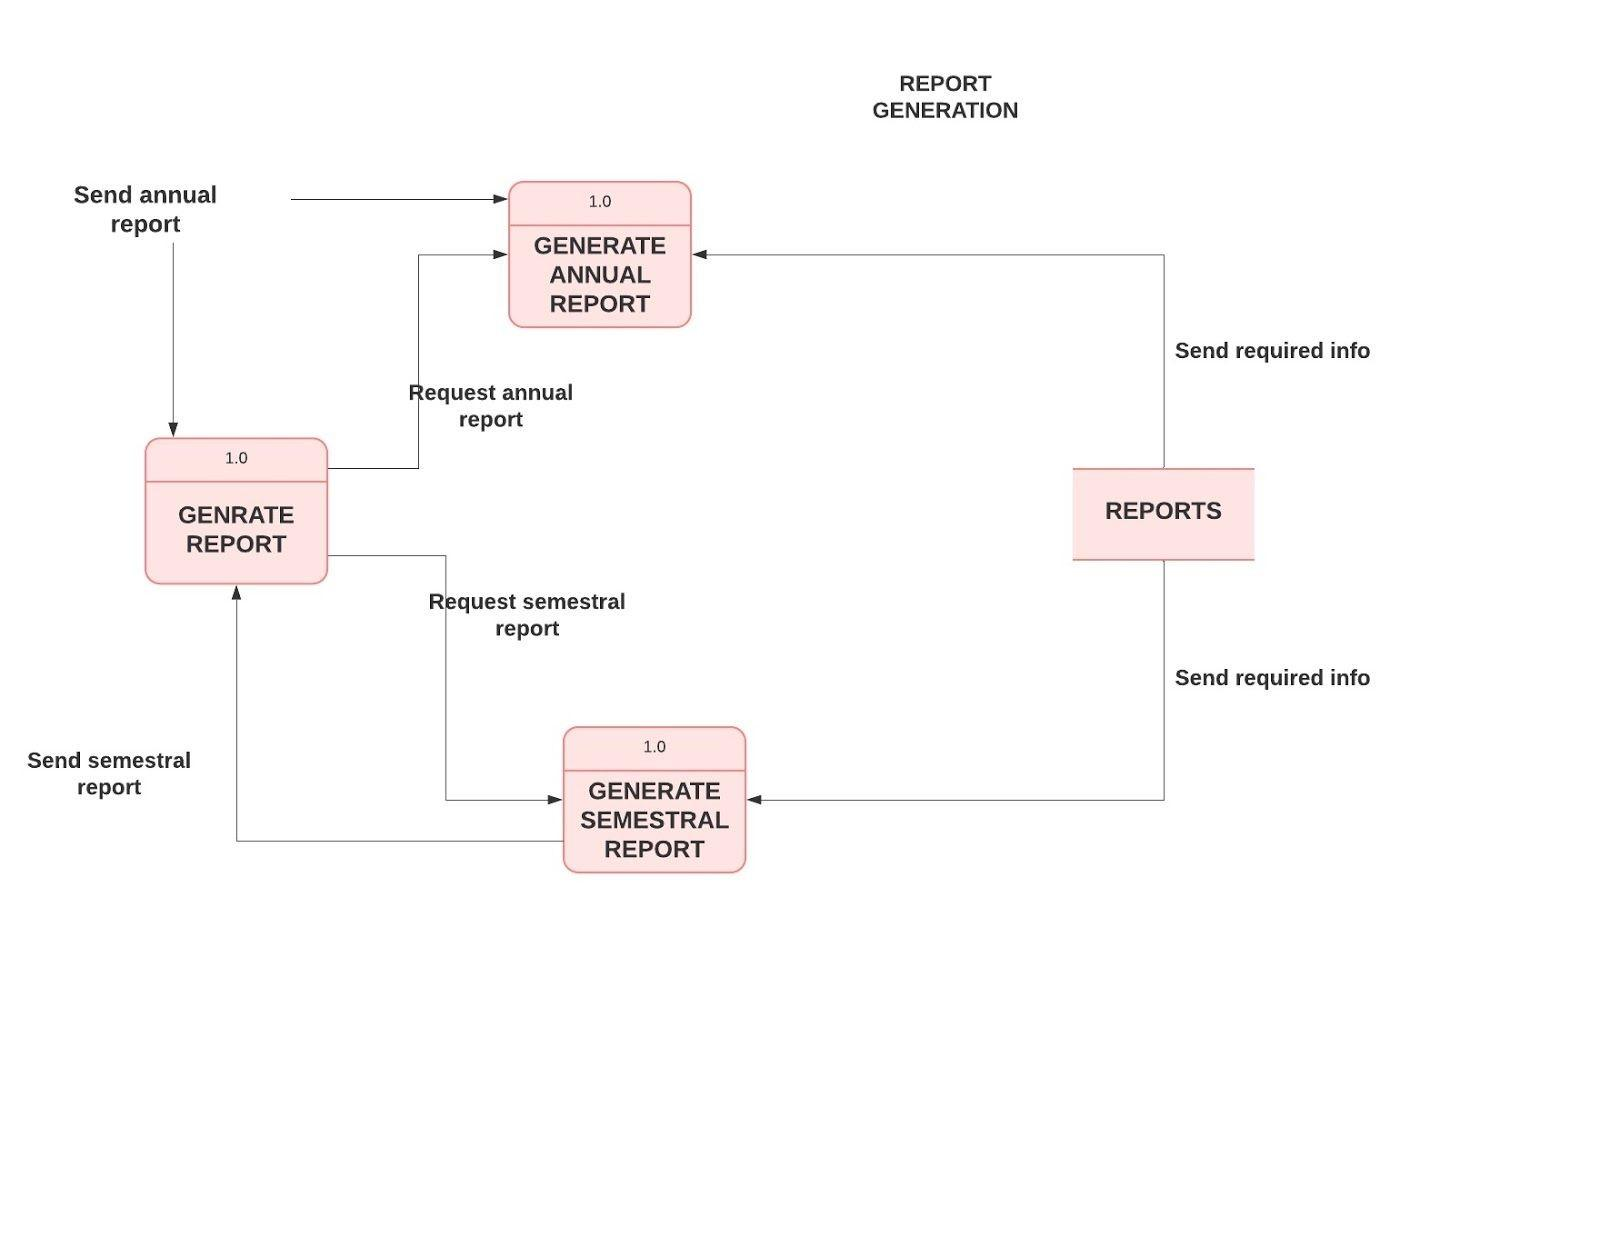 REPORT
GENERATION
Send annual
report
1.0
GENERATE
ANNUAL
REPORT
Send required info
Request annual
report
1.0
GENRATE
REPORT
REPORTS
Request semestral
report
Send required info
Send semestral
report
1.0
GENERATE
SEMESTRAL
REPORT